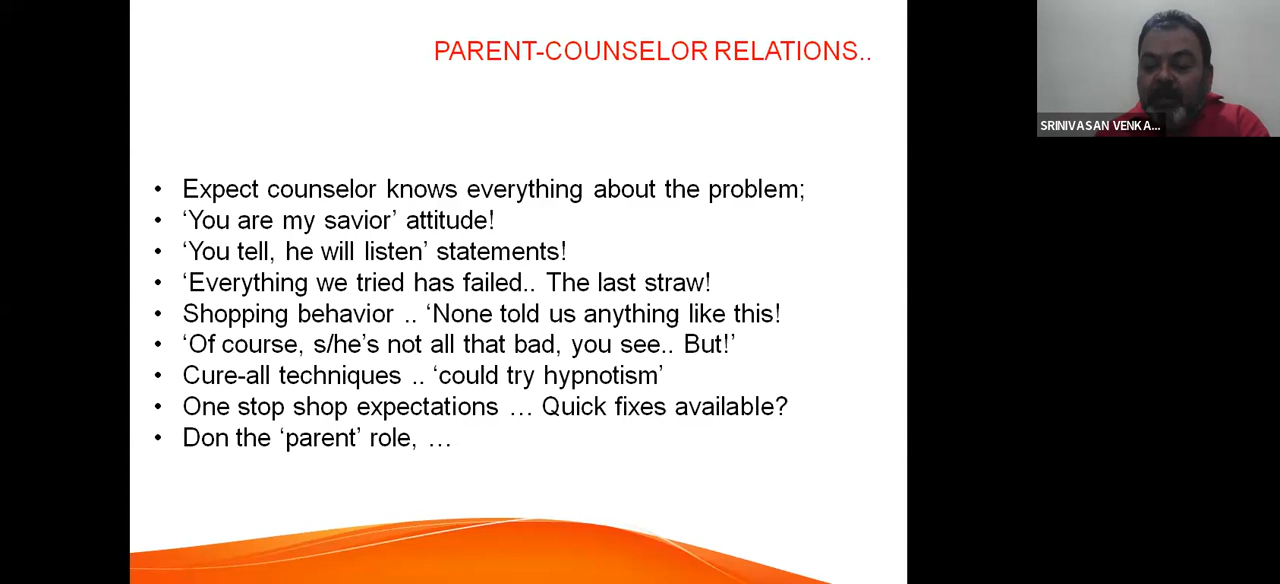 PARENT-COUNSELOR RELATIONS..
SRINIVASAN VENKA...
• Expect counselor knows everything about the problem;
• ‘You are my savior’ attitude!
• ‘You tell, he will listen’ statements!
• ‘Everything we tried has failed.. The last straw!
• Shopping behavior .. ‘None told us anything like this!
• ‘Of course, s/he’s not all that bad, you see.. But!’
• Cure-all techniques .. ‘could try hypnotism’
• One stop shop expectations … Quick fixes available?
• Don the ‘parent’ role, …